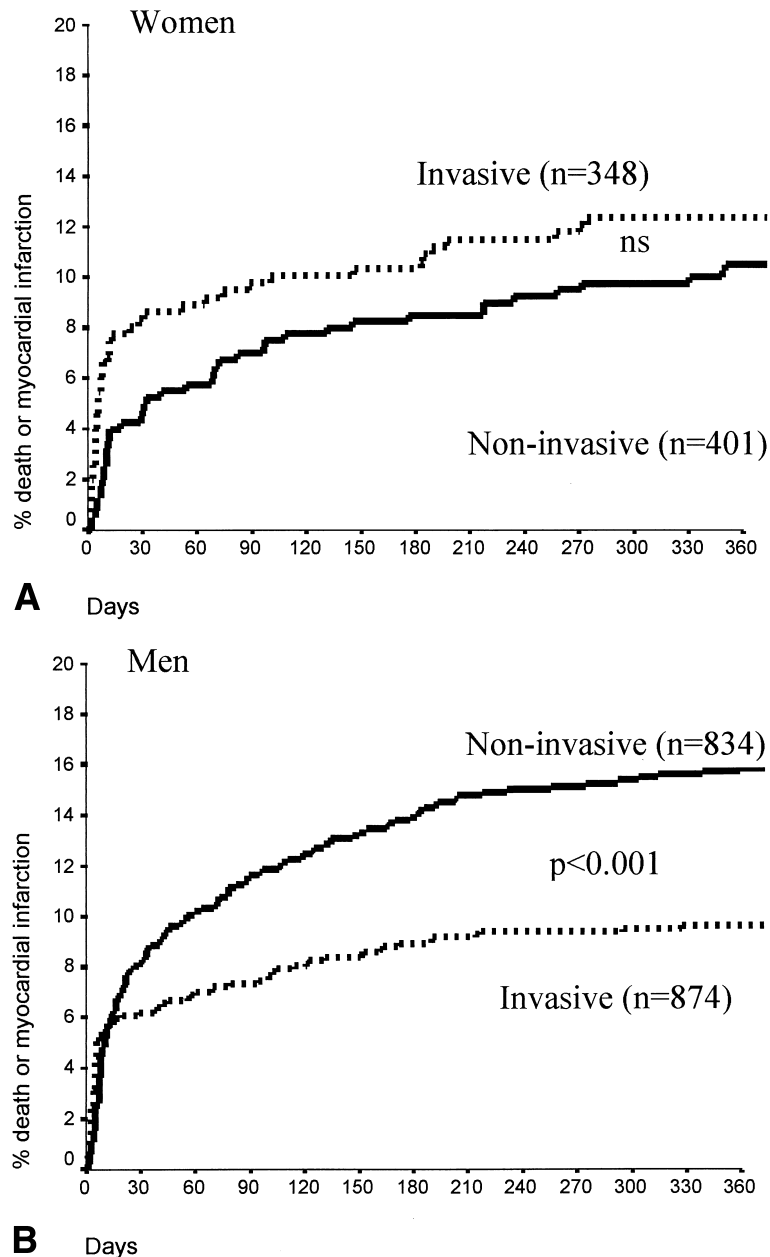 Women
% death or myocardial infarction
20
18
16
14
12
10
8
6
4
2
0
Invasive (n=348)
ns
Non-invasive (n=401)
0 30 60 90 120 150 180 210 240 270 300 330 360
A
Days
Men
% death or myocardial infarction
20
18
16
14
12
10
8
6
4
2
0
Non-invasive (n=834)
p<0.001
Invasive (n=874)
0 30 60 90 120 150 180 210 240 270 300 330 360
B
Days